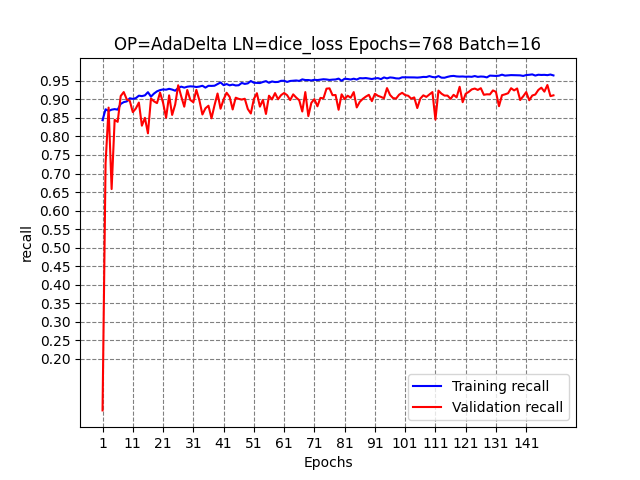 OP=AdaDelta LN=dice_loss Epochs=768 Batch=16
0.95
0.90
0.85
0.80
0.75
0.70
0.65
0.60
0.55
0.50
0.45
0.40
0.35
0.30
0.25
0.20
recall
Training recall
Validation recall
1 11 21 31 41 51 61 71 81 91 101 111 121 131 141
Epochs